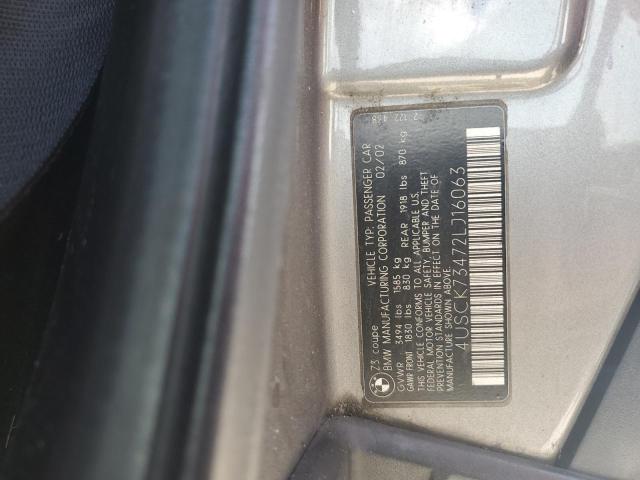 Z3 coupe VEHICLE TYP: PASSENGER CAR
BMW MANUFACTURING CORPORATION 02/02
GVWR 3494 lbs 1585 kg
GAWR FRONT 1830 lbs 830 kg REAR 1918 lbs 870 kg
THIS VEHICLE CONFORMS TO ALL APPLICABLE U.S.
FEDERAL MOTOR VEHICLE SAFETY, BUMPER AND THEFT
PREVENTION STANDARDS IN EFFECT ON THE DATE OF
MANUFACTURE SHOWN ABOVE.
4USCK73472LJ16063